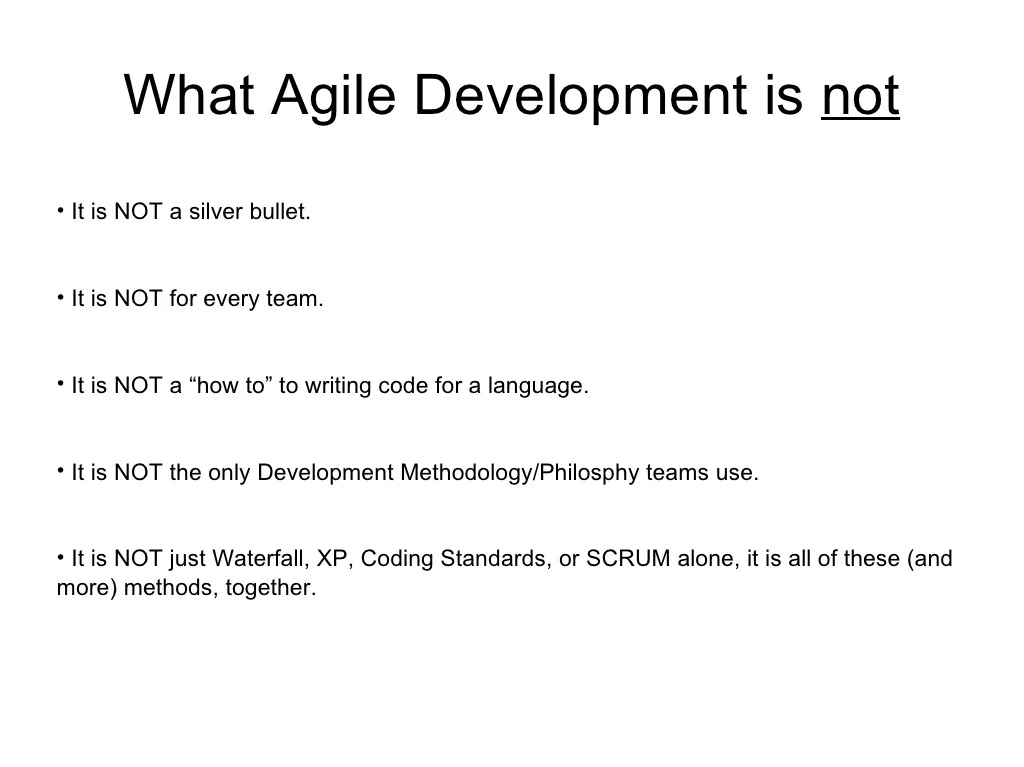 What Agile Development is not
• It is NOT a silver bullet.
• It is NOT for every team.
• It is NOT a “how to” to writing code for a language.
• It is NOT the only Development Methodology/Philosphy teams use.
• It is NOT just Waterfall, XP, Coding Standards, or SCRUM alone, it is all of these (and
more) methods, together.